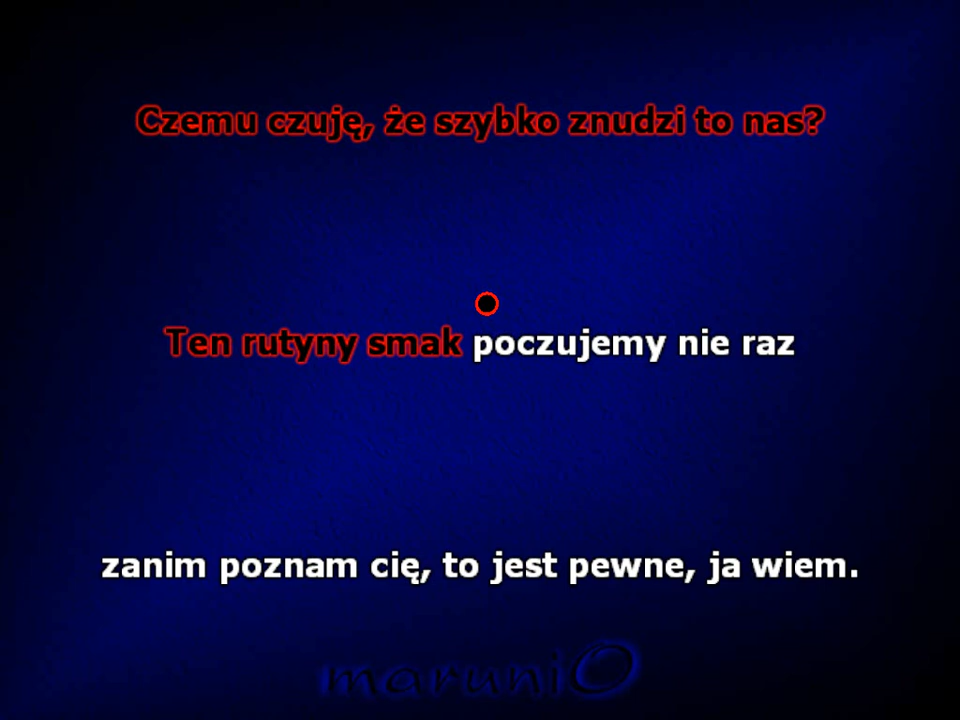 Czemu czuję, że szybko znudzi to nas?
Ten rutyny smak poczujemy nie raz
zanim poznam cię, to jest pewne, ja wiem.
maruniO